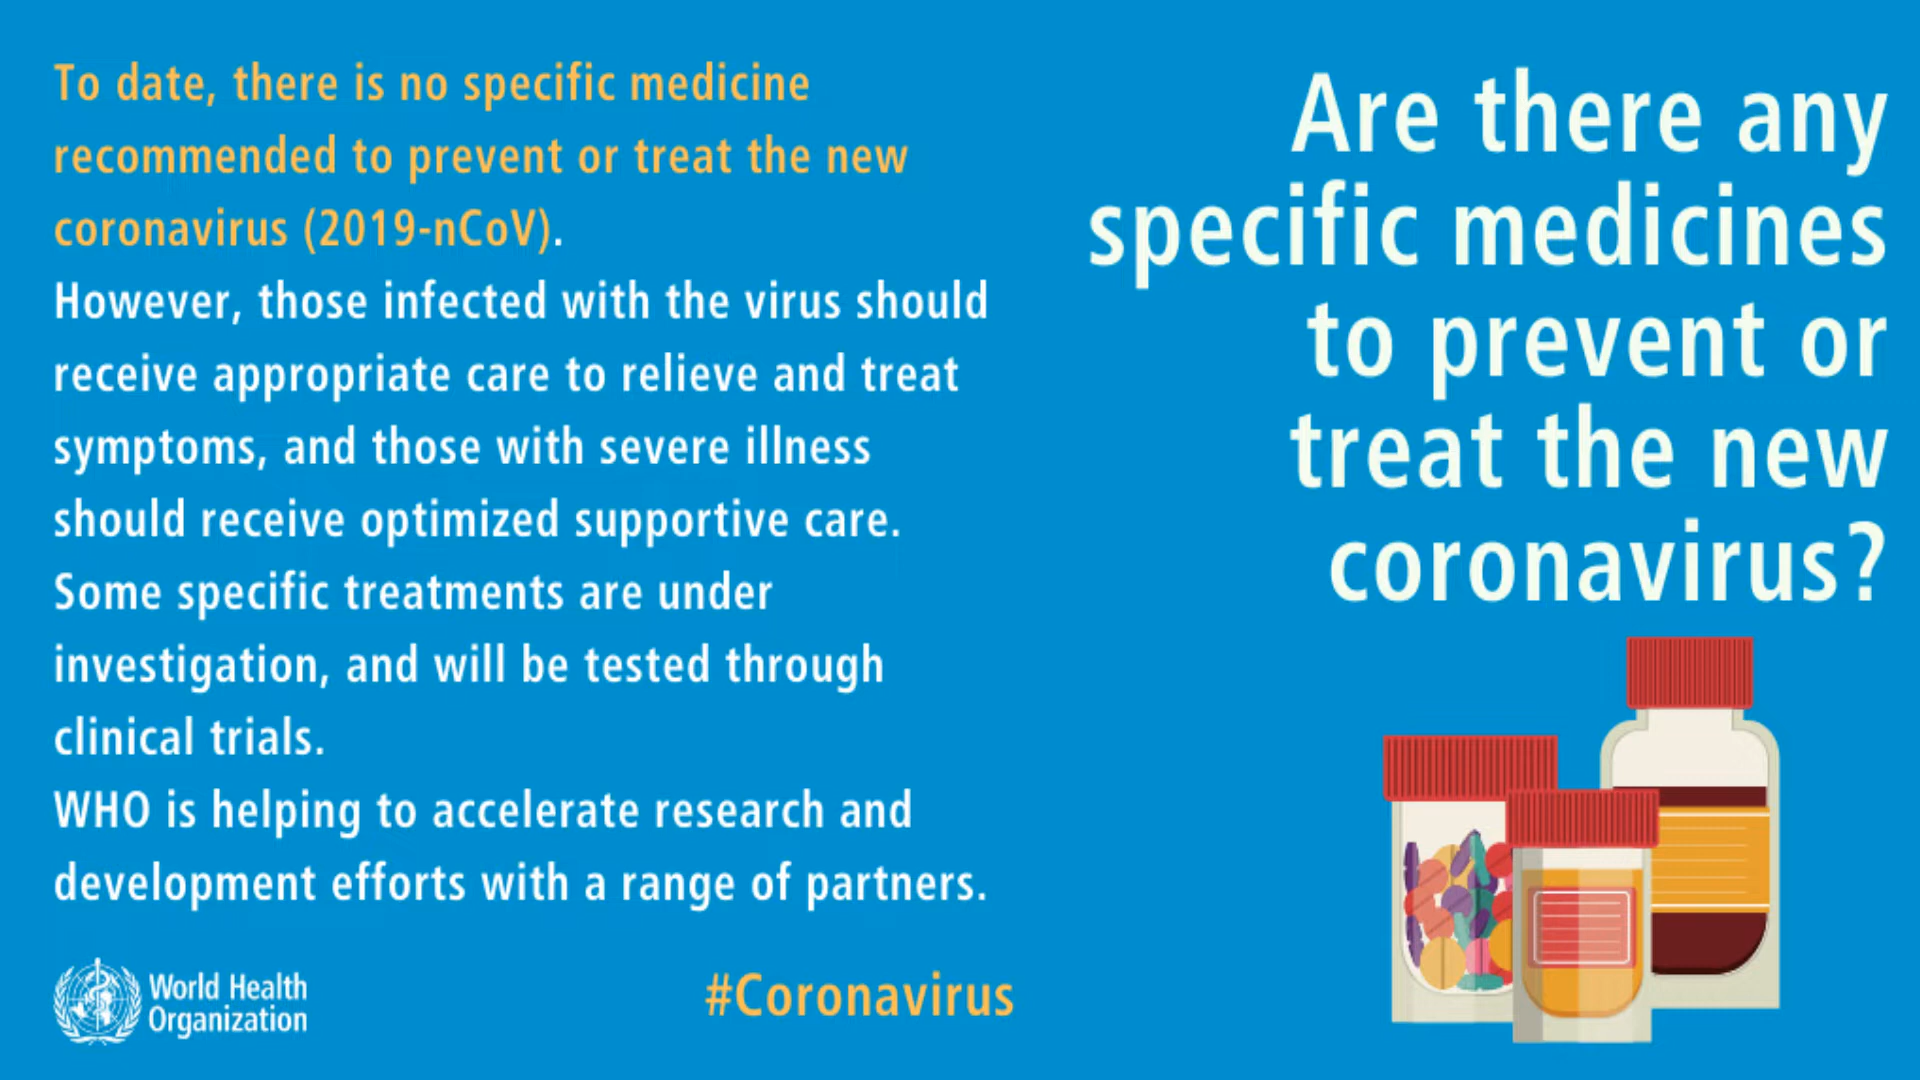 To date, there is no specific medicine
recommended to prevent or treat the new
coronavirus (2019-nCoV).
However, those infected with the virus should
receive appropriate care to relieve and treat
symptoms, and those with severe illness
should receive optimized supportive care.
Some specific treatments are under
investigation, and will be tested through
clinical trials.
WHO is helping to accelerate research and
development efforts with a range of partners.
World Health
Organization
#Coronavirus
Are there any
specific medicines
to prevent or
treat the new
coronavirus?